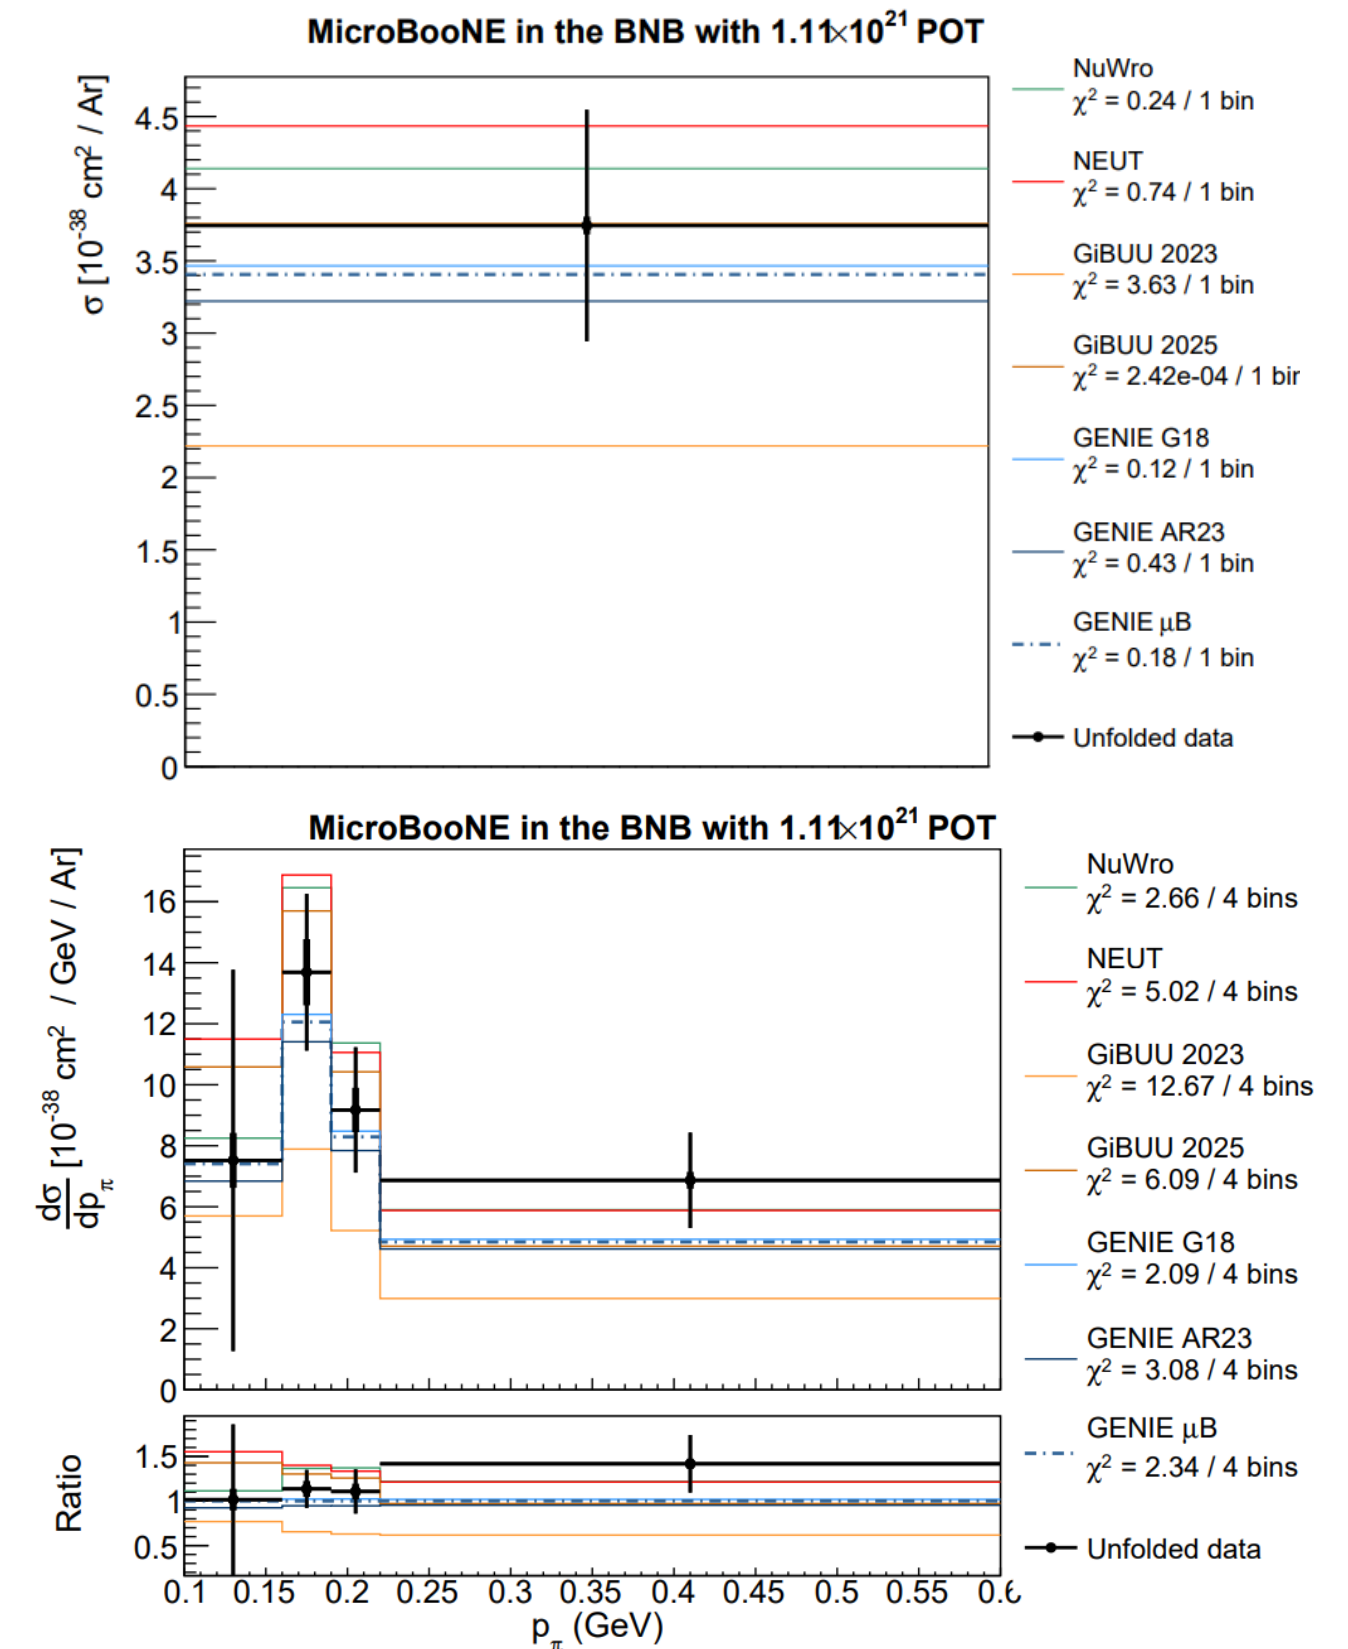 MicroBooNE in the BNB with 1.11×10²¹ POT
σ [10⁻³⁸ cm² / Ar]
4.5
4
3.5
3
2.5
2
1.5
1
0.5
0
NuWro
χ² = 0.24 / 1 bin
NEUT
χ² = 0.74 / 1 bin
GiBUU 2023
χ² = 3.63 / 1 bin
GiBUU 2025
χ² = 2.42e-04 / 1 bir
GENIE G18
χ² = 0.12 / 1 bin
GENIE AR23
χ² = 0.43 / 1 bin
GENIE μB
χ² = 0.18 / 1 bin
Unfolded data
MicroBooNE in the BNB with 1.11×10²¹ POT
dσ/dp_π [10⁻³⁸ cm² / GeV / Ar]
16
14
12
10
8
6
4
2
0
NuWro
χ² = 2.66 / 4 bins
NEUT
χ² = 5.02 / 4 bins
GiBUU 2023
χ² = 12.67 / 4 bins
GiBUU 2025
χ² = 6.09 / 4 bins
GENIE G18
χ² = 2.09 / 4 bins
GENIE AR23
χ² = 3.08 / 4 bins
GENIE μB
χ² = 2.34 / 4 bins
Unfolded data
Ratio
1.5
1
0.5
0.1 0.15 0.2 0.25 0.3 0.35 0.4 0.45 0.5 0.55 0.6
p_π (GeV)